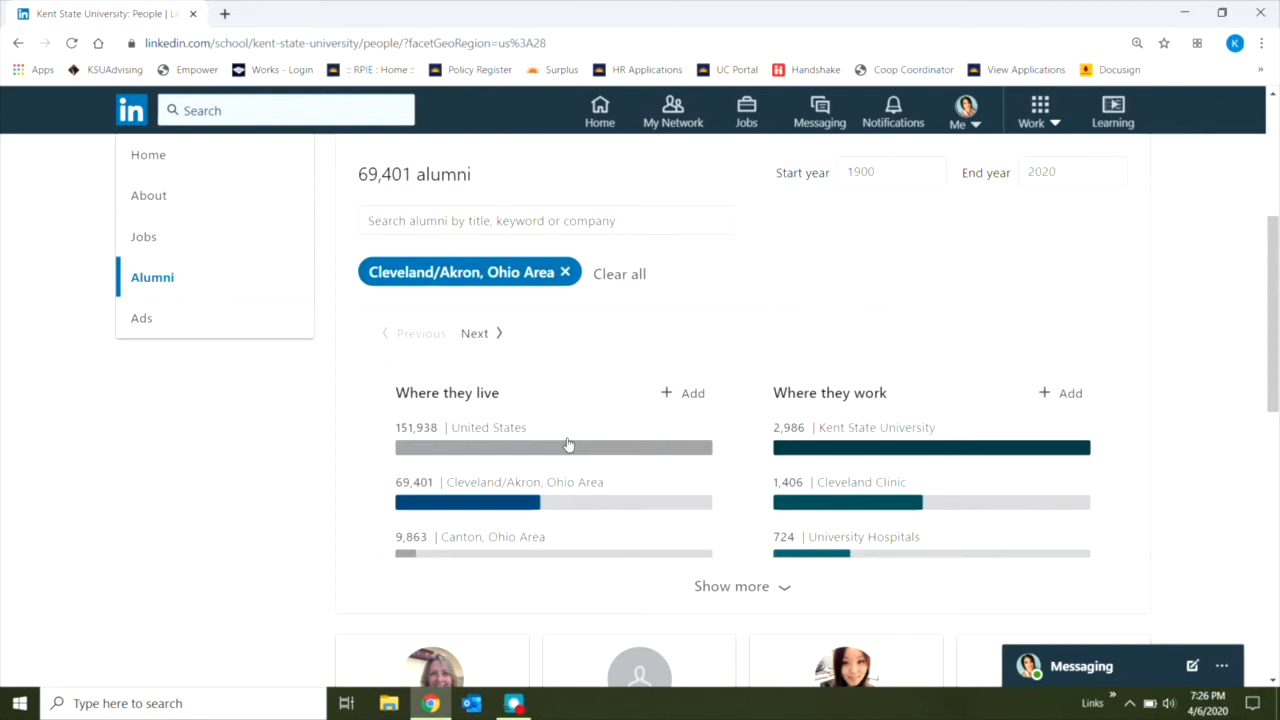 Kent State University: People | Li
linkedin.com/school/kent-state-university/people/?facetGeoRegion=us%3A28
K
Apps KSUAdvising Empower Works - Login :: RPIE : Home :: Policy Register Surplus HR Applications UC Portal Handshake Coop Coordinator View Applications Docusign »
in Search Home My Network Jobs Messaging Notifications Me Work Learning
Home
About
Jobs
Alumni
Ads
69,401 alumni
Start year 1900 End year 2020
Search alumni by title, keyword or company
Cleveland/Akron, Ohio Area × Clear all
Previous Next
Where they live + Add
151,938 | United States
69,401 | Cleveland/Akron, Ohio Area
9,863 | Canton, Ohio Area
Where they work + Add
2,986 | Kent State University
1,406 | Cleveland Clinic
724 | University Hospitals
Show more
Messaging
Type here to search
Links »
7:26 PM
4/6/2020